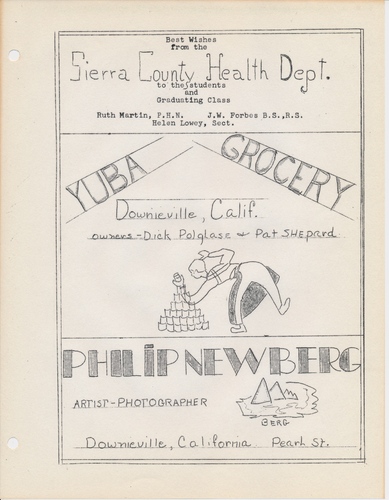 Best Wishes
from the
Sierra County Health Dept.
to the students
and
Graduating Class
Ruth Martin, P.H.N. J.W. Forbes B.S.,R.S.
Helen Lowey, Sect.
YUBA GROCERY
Downieville, Calif.
owners - Dick Polglase + Pat SHEpard
PHILIP NEWBERG
ARTIST-PHOTOGRAPHER
BERG
Downieville, California Pearl St.